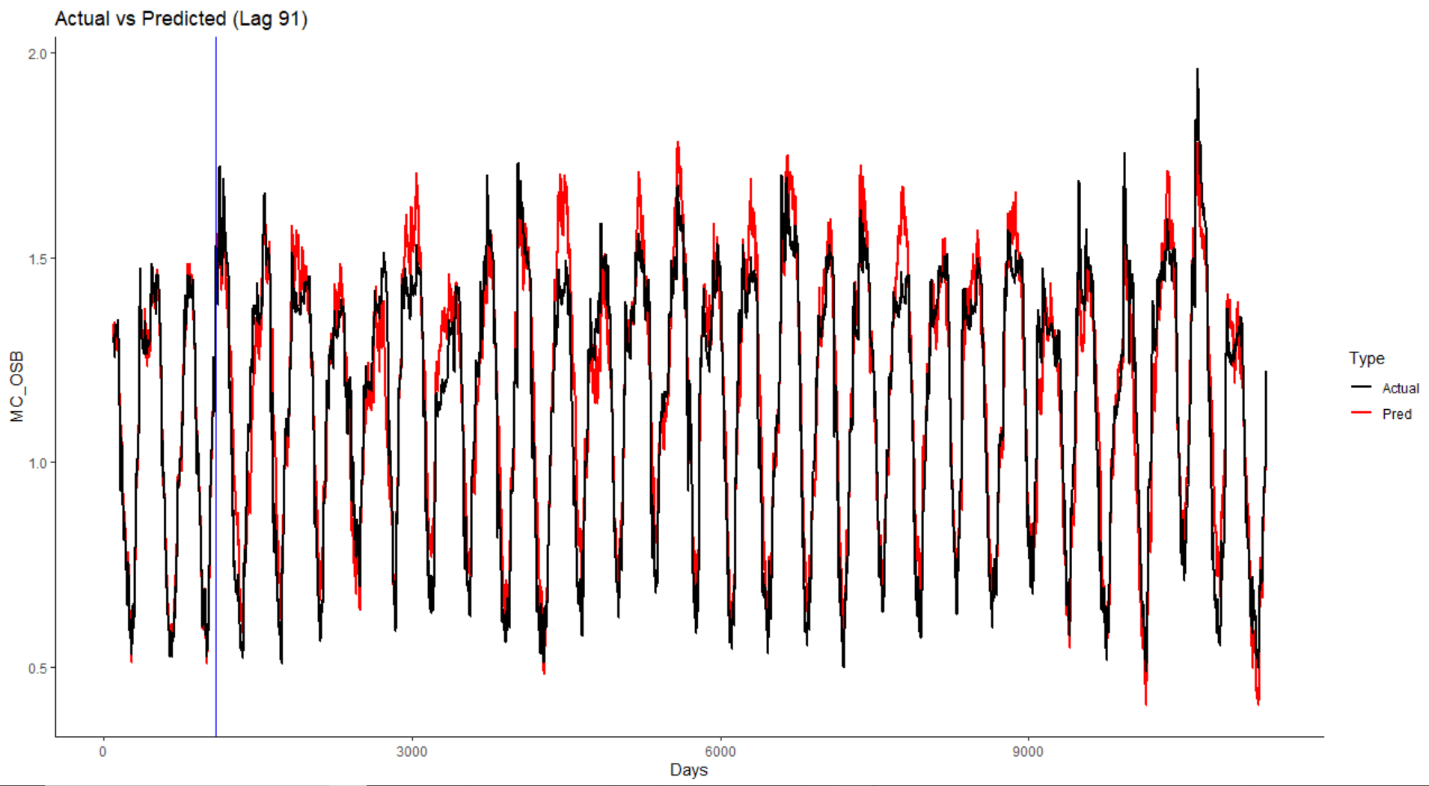 Actual vs Predicted (Lag 91)
2.0
1.5
1.0
0.5
MC_OSB
0 3000 6000 9000
Days
Type
Actual
Pred